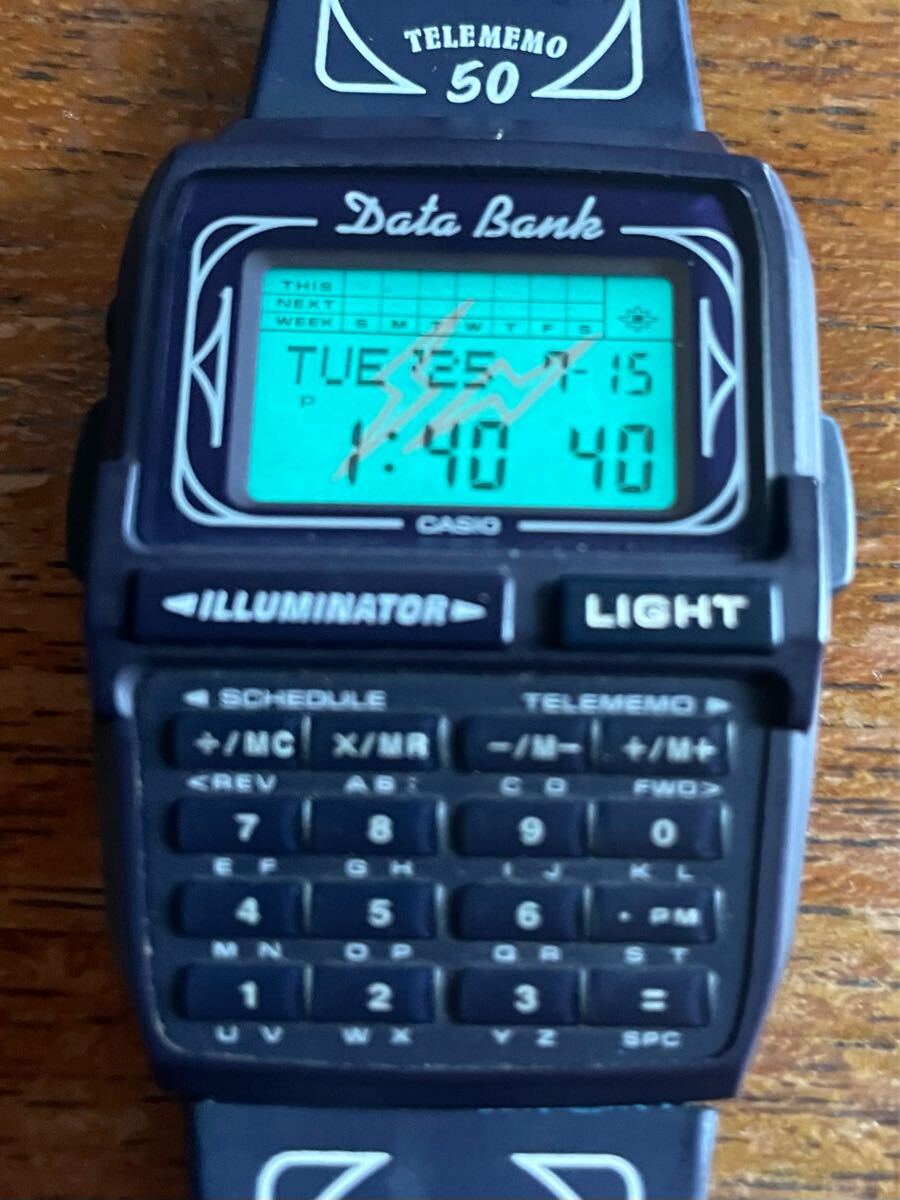 TELEMEMO
50
Data Bank
THIS
NEXT
WEEK S M T W T F S
TUE '25 7-15
P
1:40 40
CASIO
ILLUMINATOR LIGHT
◀ SCHEDULE TELEMEMO ▶
÷/MC X/MR -/M- +/M+
<REV A B : C D FWD>
7 8 9 0
E F G H I J K L
4 5 6 · PM
M N O P Q R S T
1 2 3 =
U V W X Y Z SPC